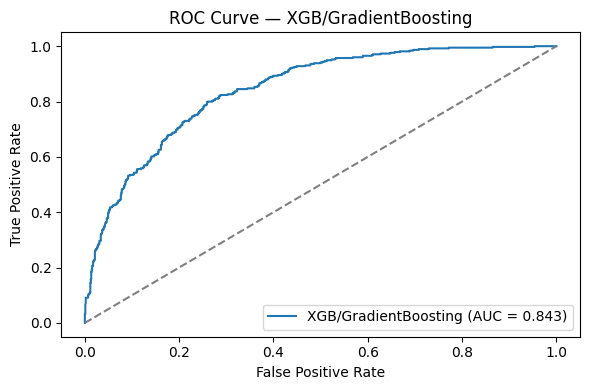 ROC Curve — XGB/GradientBoosting
True Positive Rate
1.0
0.8
0.6
0.4
0.2
0.0
XGB/GradientBoosting (AUC = 0.843)
0.0 0.2 0.4 0.6 0.8 1.0
False Positive Rate